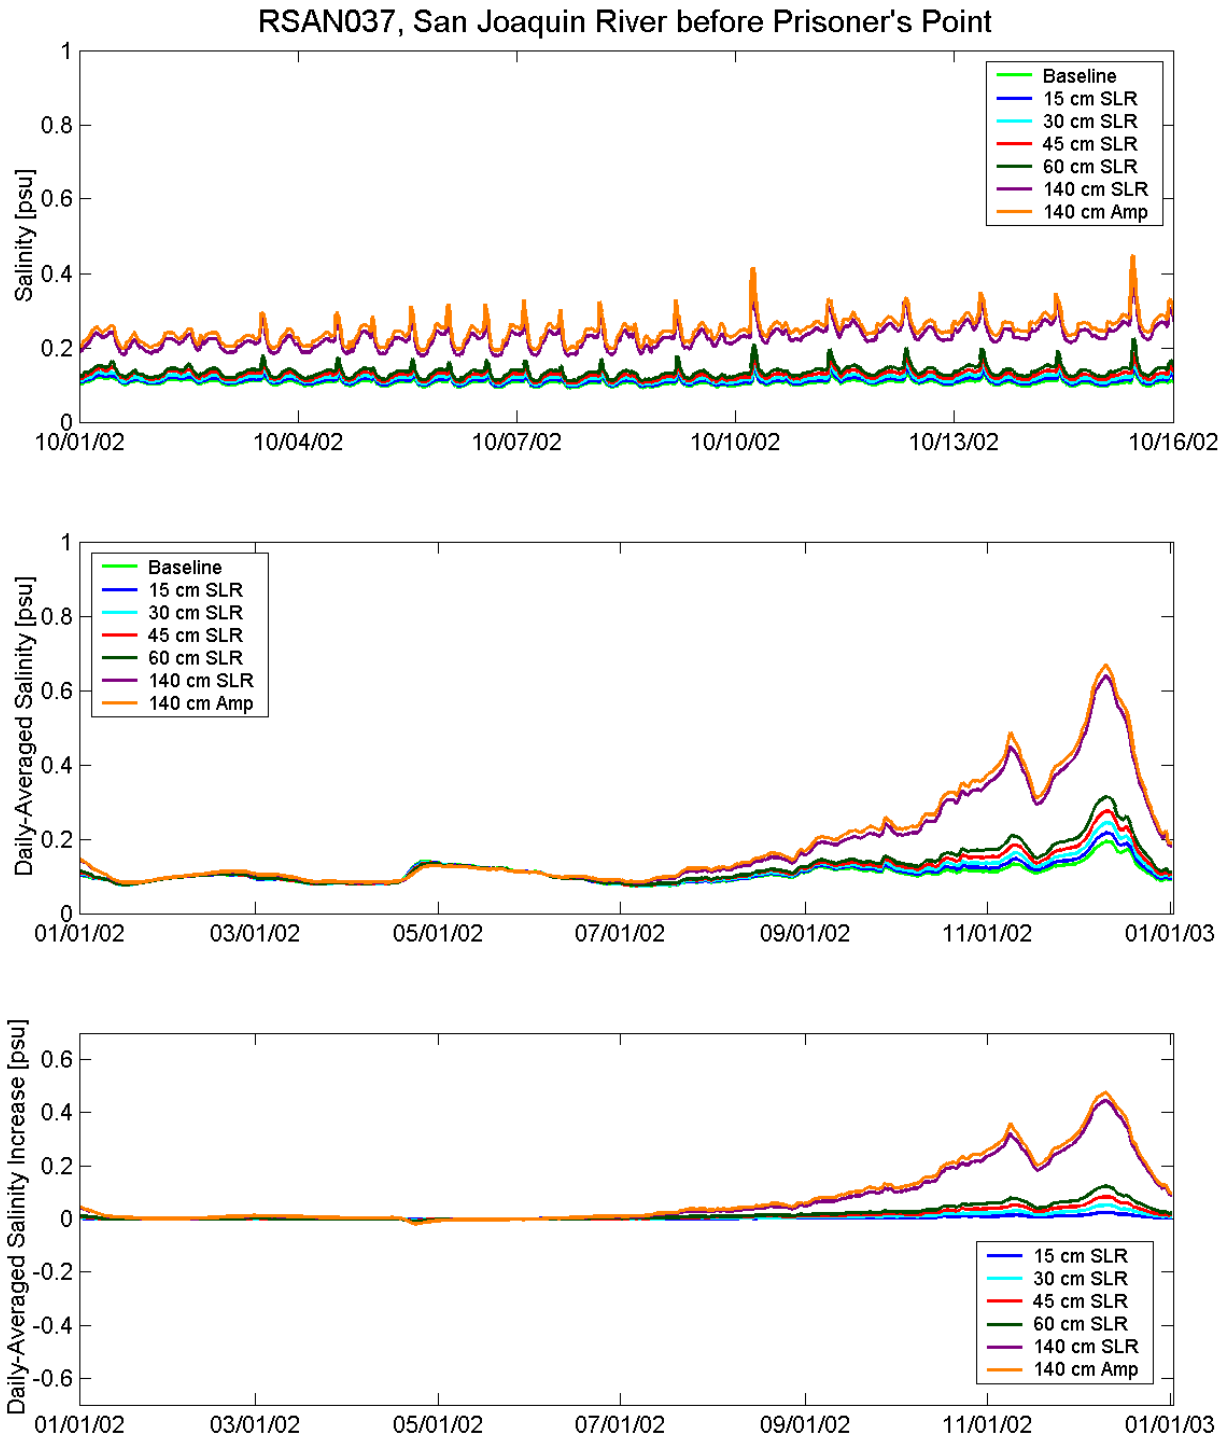 RSAN037, San Joaquin River before Prisoner's Point
Salinity [psu]
1
0.8
0.6
0.4
0.2
0
10/01/02 10/04/02 10/07/02 10/10/02 10/13/02 10/16/02
Baseline
15 cm SLR
30 cm SLR
45 cm SLR
60 cm SLR
140 cm SLR
140 cm Amp
Daily-Averaged Salinity [psu]
1
0.8
0.6
0.4
0.2
0
01/01/02 03/01/02 05/01/02 07/01/02 09/01/02 11/01/02 01/01/03
Baseline
15 cm SLR
30 cm SLR
45 cm SLR
60 cm SLR
140 cm SLR
140 cm Amp
Daily-Averaged Salinity Increase [psu]
0.6
0.4
0.2
0
-0.2
-0.4
-0.6
01/01/02 03/01/02 05/01/02 07/01/02 09/01/02 11/01/02 01/01/03
15 cm SLR
30 cm SLR
45 cm SLR
60 cm SLR
140 cm SLR
140 cm Amp